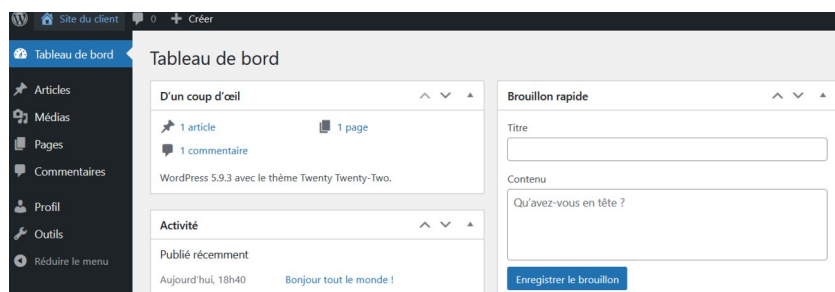 Site du client 0 + Créer
Tableau de bord
Articles
Médias
Pages
Commentaires
Profil
Outils
Réduire le menu
Tableau de bord
D'un coup d'œil
1 article 1 page
1 commentaire
WordPress 5.9.3 avec le thème Twenty Twenty-Two.
Activité
Publié récemment
Aujourd'hui, 18h40 Bonjour tout le monde !
Brouillon rapide
Titre
Contenu
Qu'avez-vous en tête ?
Enregistrer le brouillon